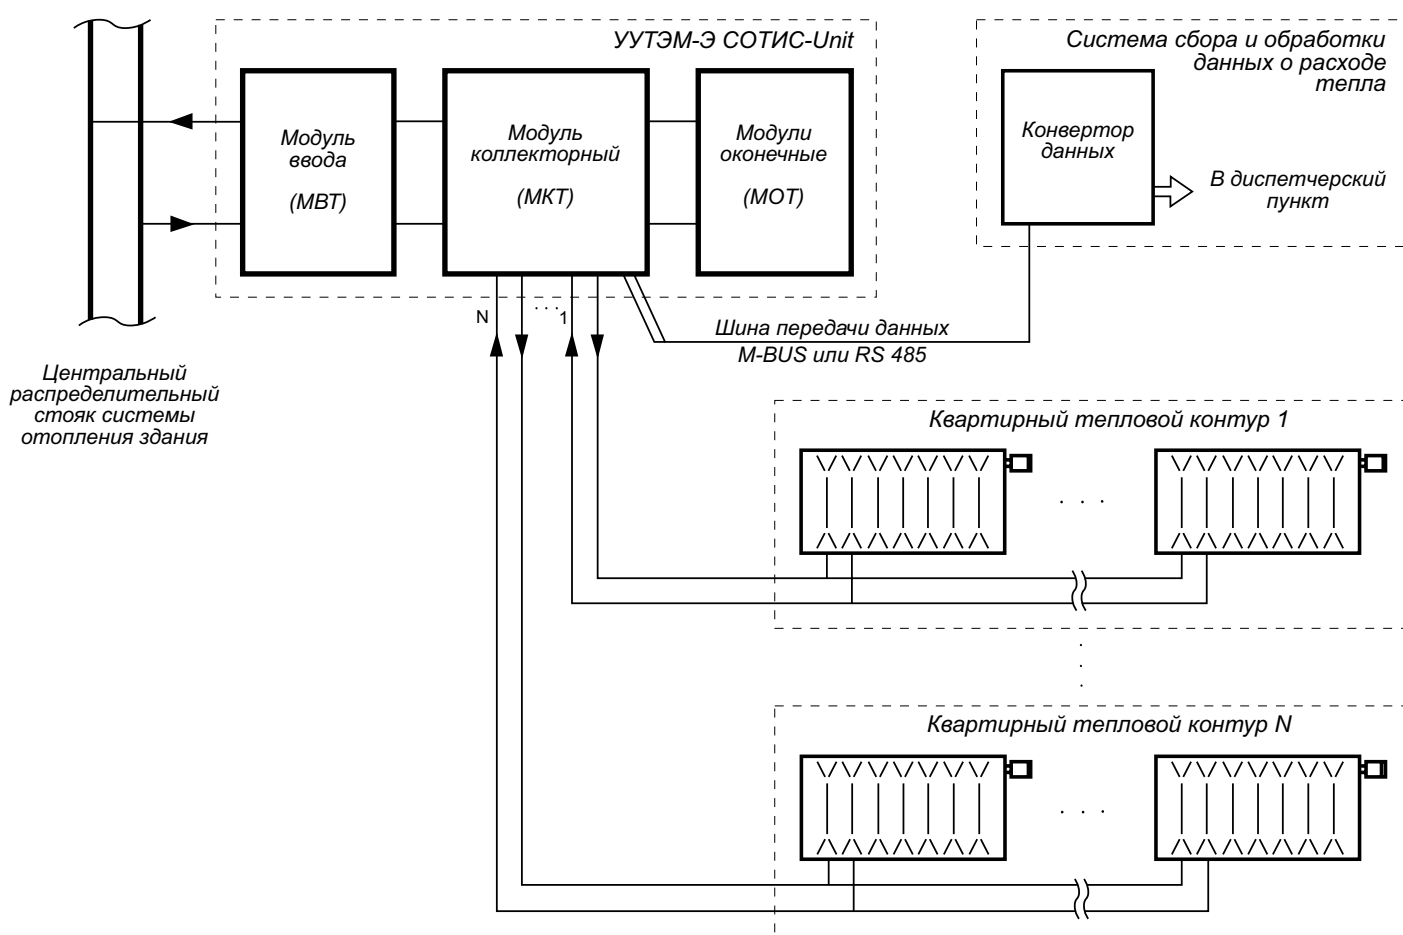 УУТЭМ-Э СОТИС-Unit
Модуль
ввода
(МВТ)
Модуль
коллекторный
(МКТ)
Модули
оконечные
(МОТ)
Система сбора и обработки
данных о расходе
тепла
Конвертор
данных
В диспетчерский
пункт
N
. . .
1
Шина передачи данных
M-BUS или RS 485
Центральный
распределительный
стояк системы
отопления здания
Квартирный тепловой контур 1
. . .
Квартирный тепловой контур N
. . .